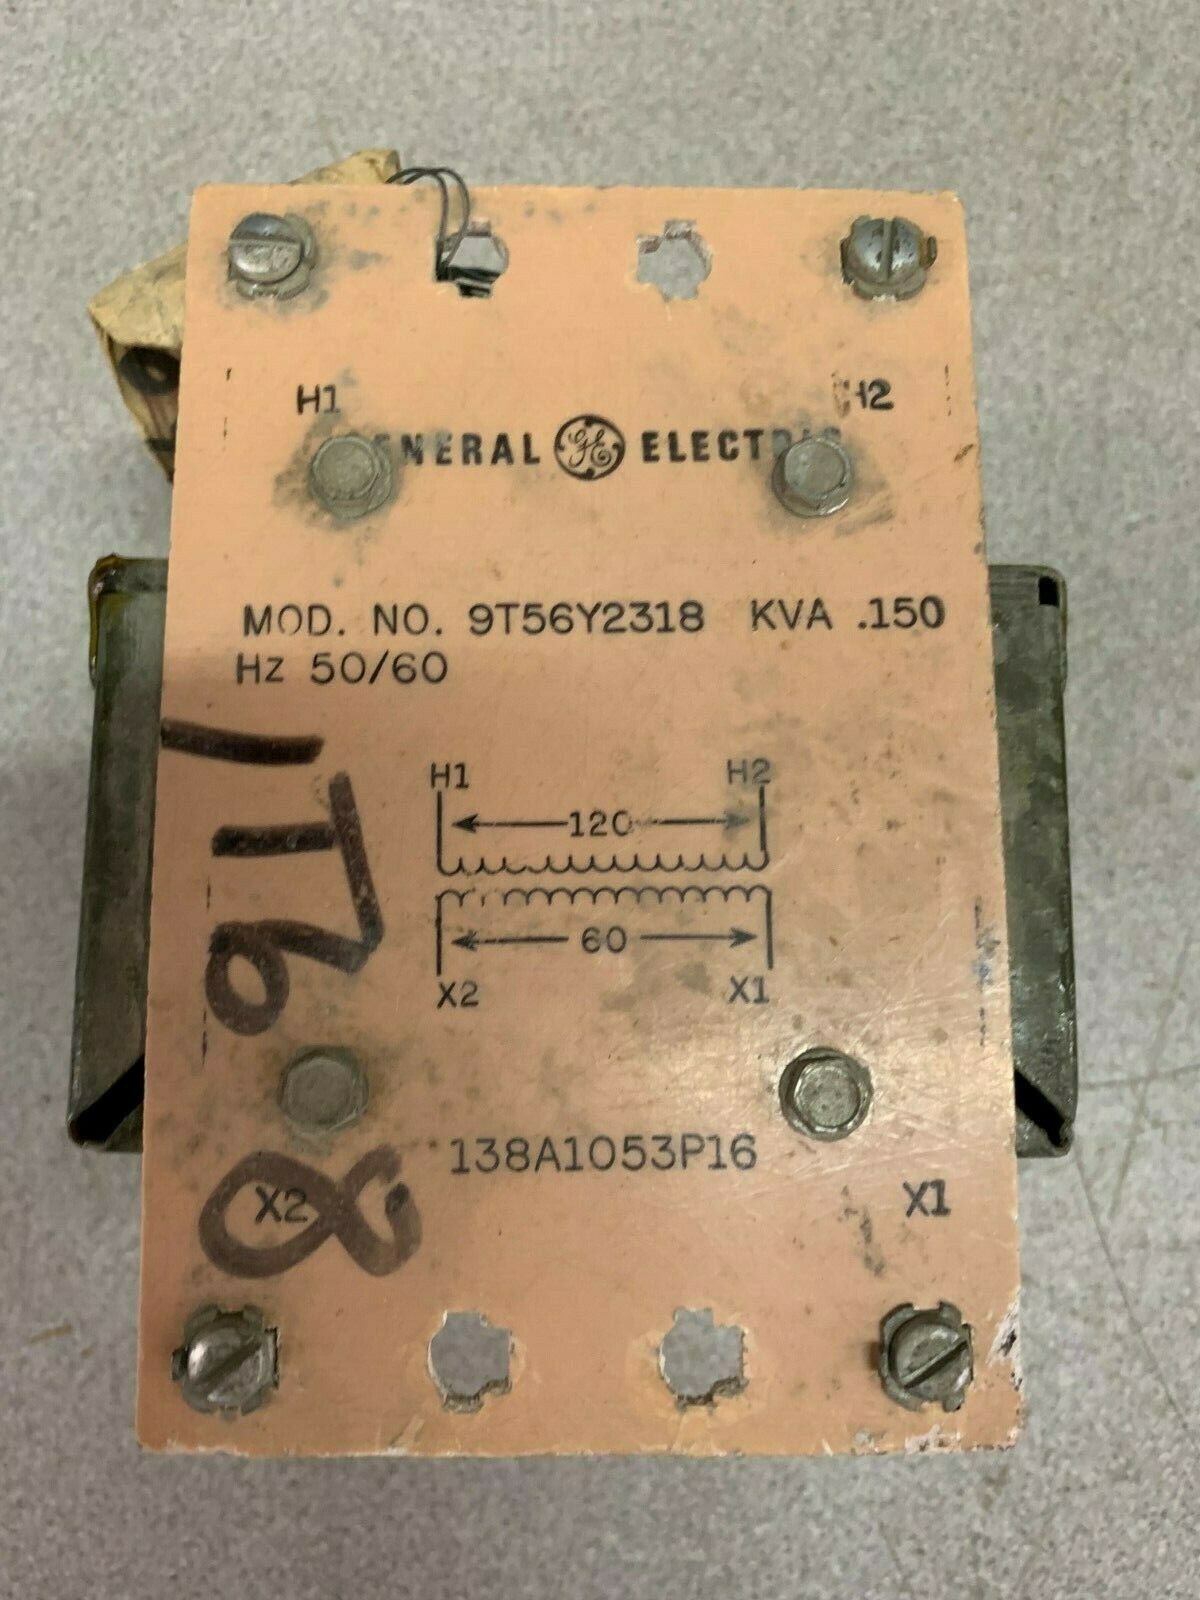 H1 H2
GENERAL GE ELECTRIC
MOD. NO. 9T56Y2318 KVA .150
Hz 50/60
H1 H2
120
60
X2 X1
138A1053P16
X2 X1